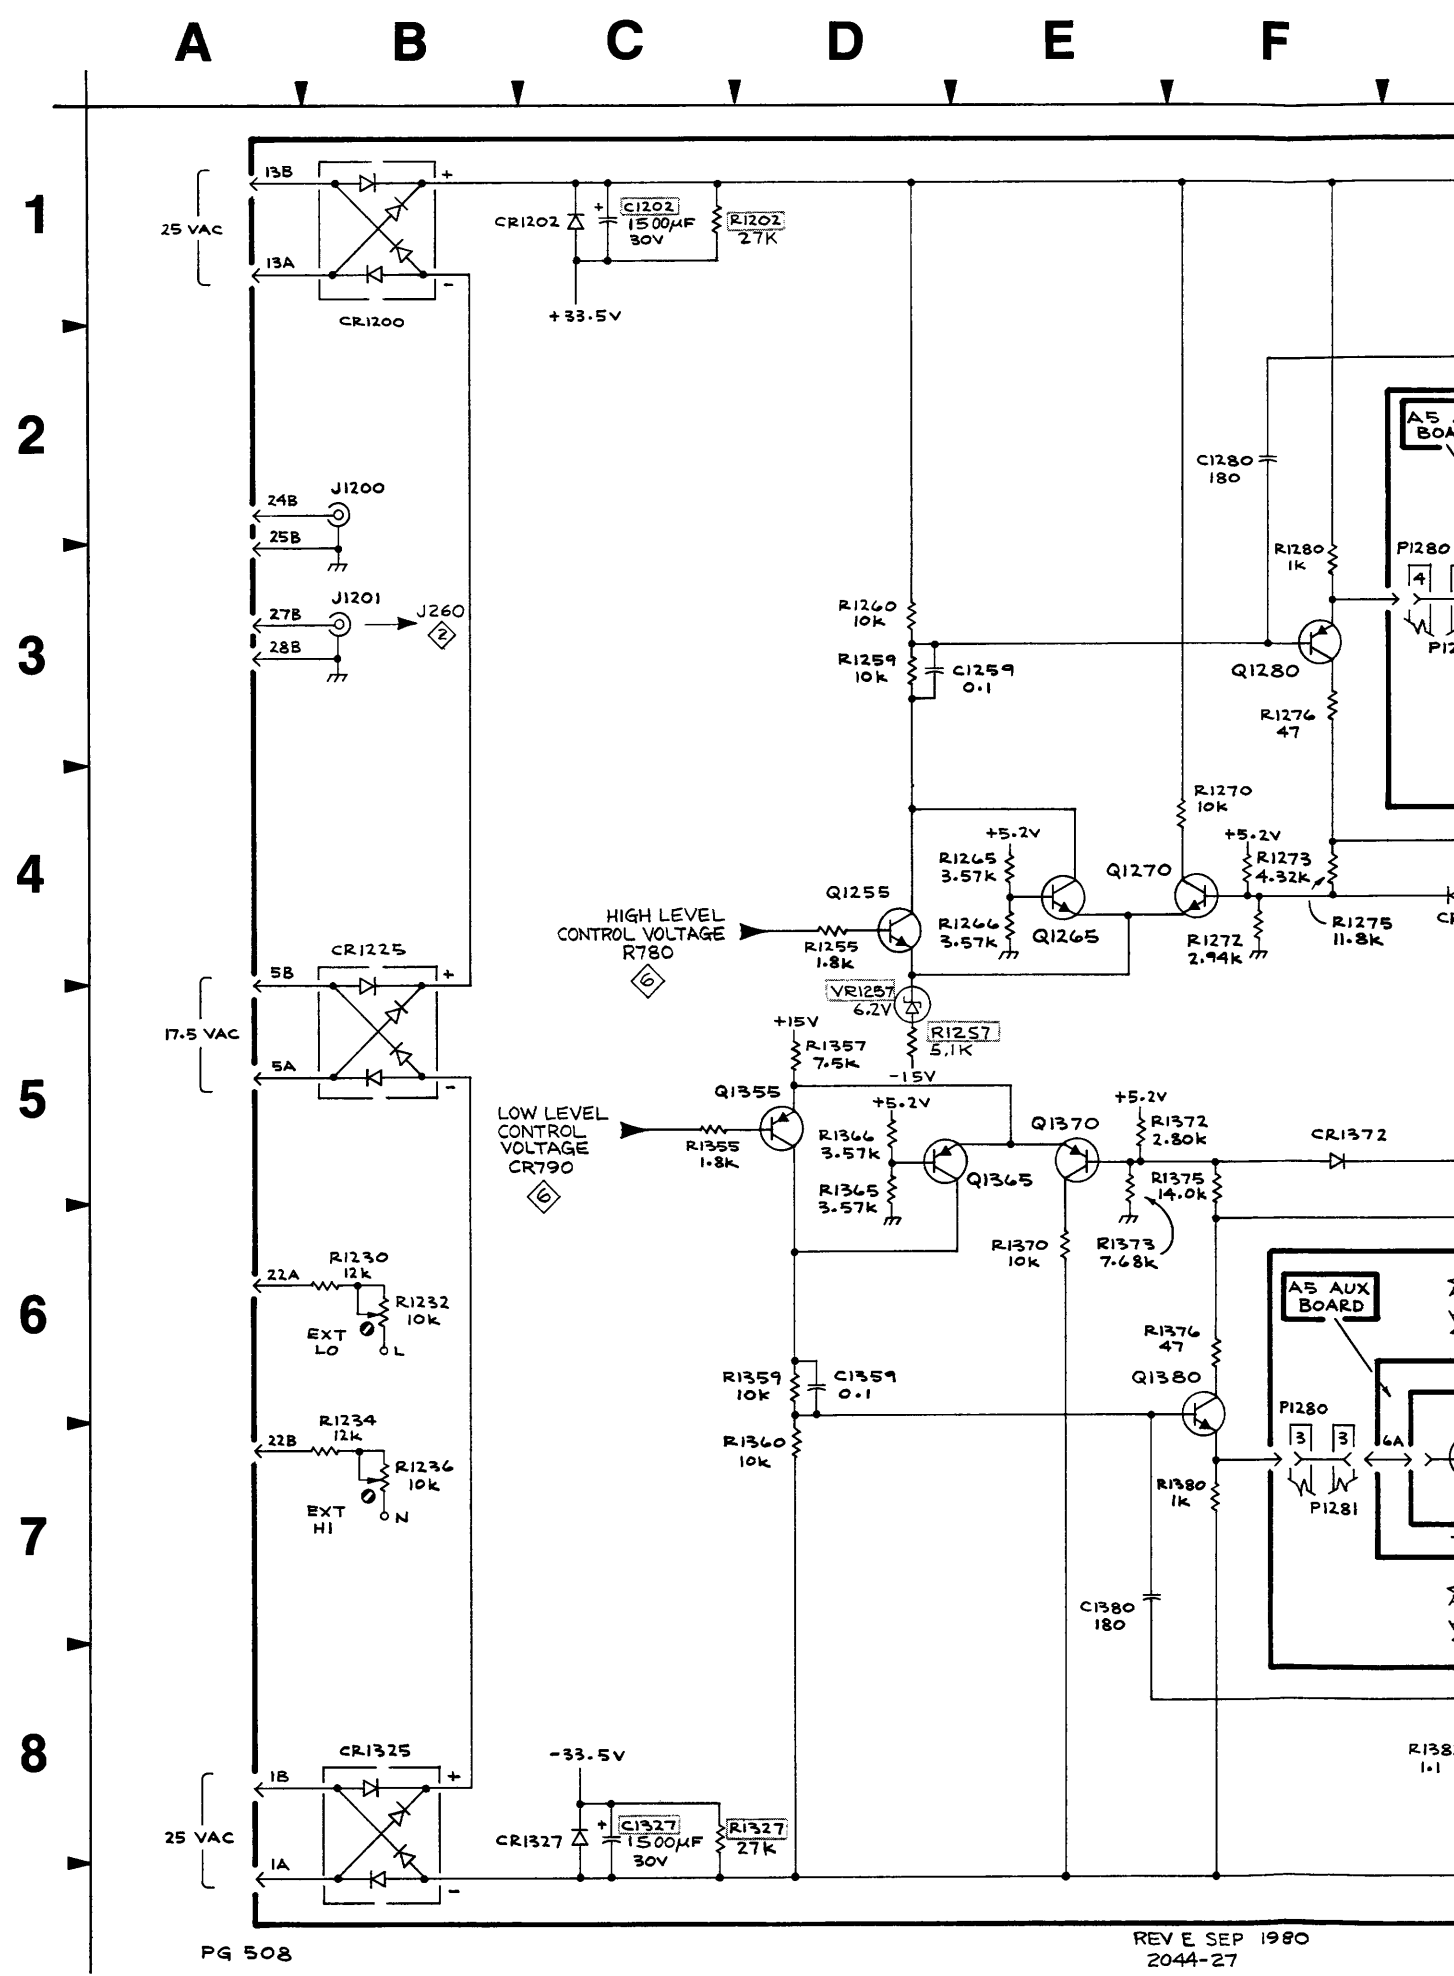 A B C D E F
1
13B
25 VAC
13A
+
-
CR1200
CR1202
+
C1202
1500µF
30V
R1202
27K
+33.5V
2
24B
J1200
25B
C1280
180
A5
3
27B
J1201
28B
J260
2
R1260
10K
R1259
10K
C1259
0.1
R1280
1K
P1280
4
Q1280
R1276
47
4
R1270
10K
+5.2V
R1265
3.57K
Q1270
+5.2V
R1273
4.32K
Q1255
HIGH LEVEL
CONTROL VOLTAGE
R780
6
R1255
1.8K
R1266
3.57K
Q1265
R1272
2.94K
R1275
11.8K
CR1225
5B
+
17.5 VAC
5A
-
VR1257
6.2V
R1257
5.1K
-15V
5
+15V
R1357
7.5K
Q1355
LOW LEVEL
CONTROL
VOLTAGE
CR790
6
R1355
1.8K
+5.2V
R1366
3.57K
R1365
3.57K
Q1365
Q1370
+5.2V
R1372
2.80K
CR1372
R1375
14.0K
R1370
10K
R1373
7.68K
6
22A
R1230
12K
R1232
10K
EXT
LO
L
A5 AUX
BOARD
R1376
47
R1359
10K
C1359
0.1
Q1380
R1360
10K
P1280
3
3
6A
P1281
R1380
1K
7
22B
R1234
12K
R1236
10K
EXT
HI
N
C1380
180
8
CR1325
1B
+
25 VAC
1A
-
-33.5V
CR1327
+
C1327
1500µF
30V
R1327
27K
1.1
PG 508
REV E SEP 1980
2044-27